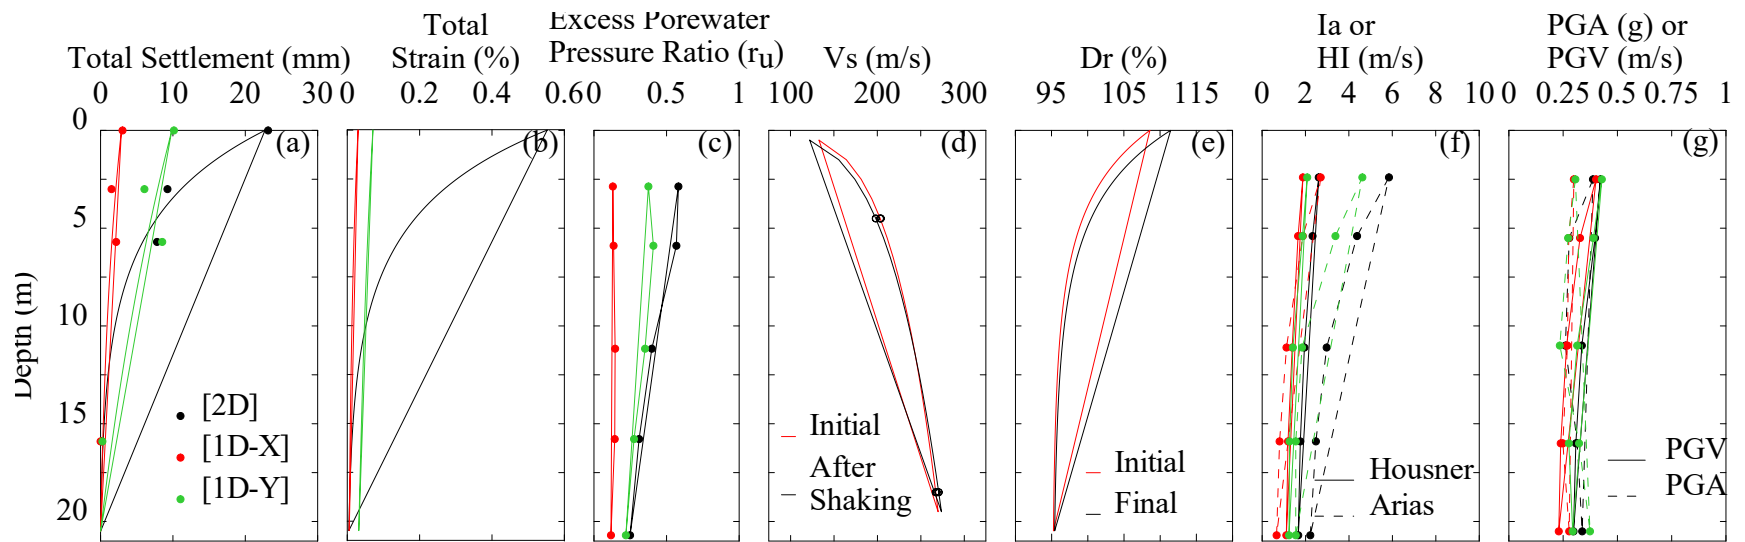 Total Settlement (mm)
0 10 20 30
Total
Strain (%)
0 0.2 0.4 0.6
Excess Porewater
Pressure Ratio (ru)
0 0.5 1
Vs (m/s)
100 200 300
Dr (%)
95 105 115
Ia or
HI (m/s)
0 2 4 6 8 10
PGA (g) or
PGV (m/s)
0 0.25 0.5 0.75 1
Depth (m)
0
5
10
15
20
(a)
(b)
(c)
(d)
(e)
(f)
(g)
[2D]
[1D-X]
[1D-Y]
Initial
After
Shaking
Initial
Final
Housner
Arias
PGV
PGA